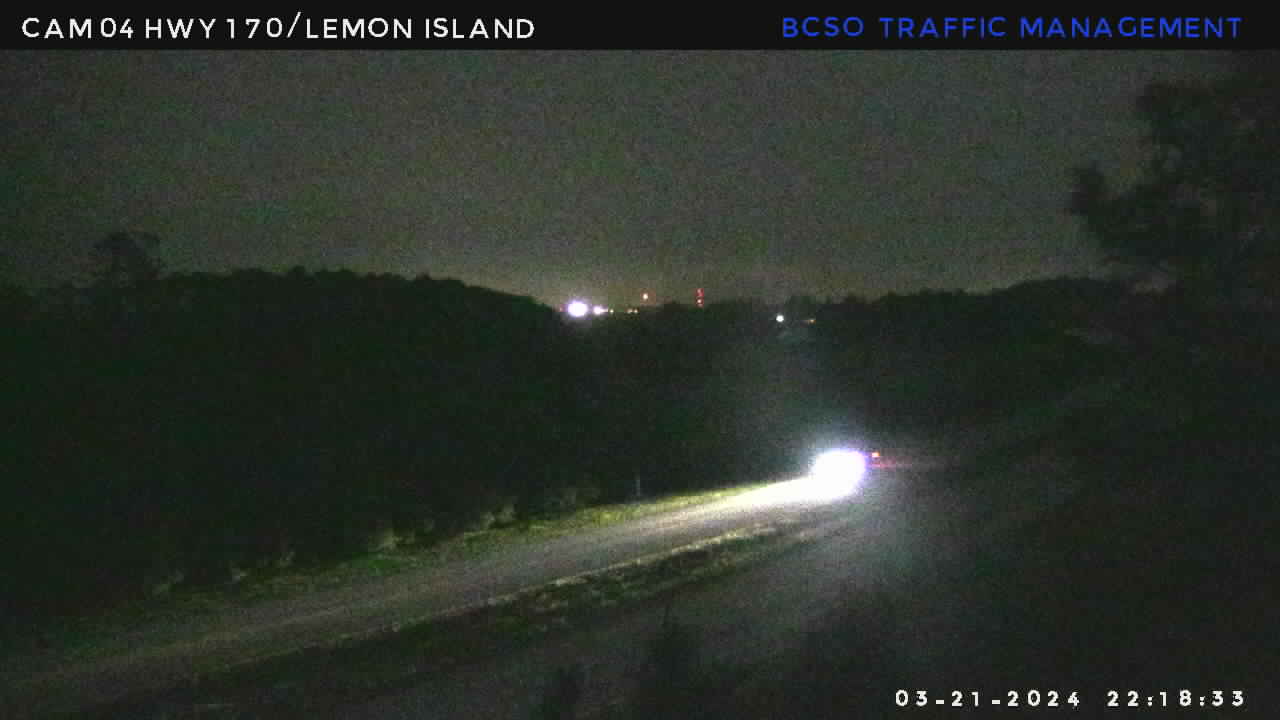 CAM04 HWY170/LEMON ISLAND
BCSO TRAFFIC MANAGEMENT
03-21-2024 22:18:33